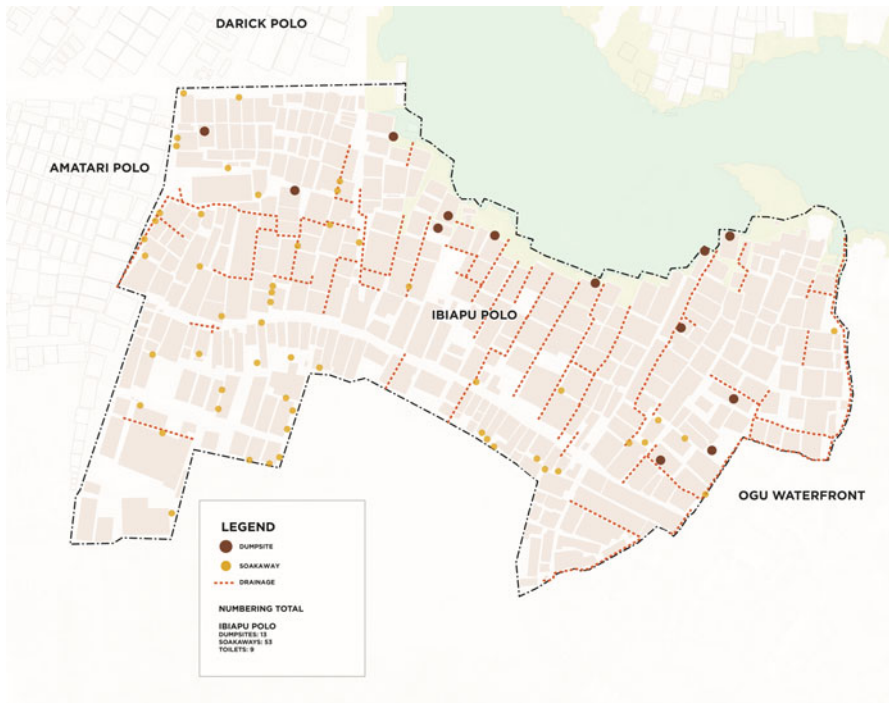 DARICK POLO
AMATARI POLO
IBIAPU POLO
OGU WATERFRONT
LEGEND
DUMPSITE
SOAKAWAY
DRAINAGE
NUMBERING TOTAL
IBIAPU POLO
DUMPSITES: 13
SOAKAWAYS: 53
TOILETS: 9